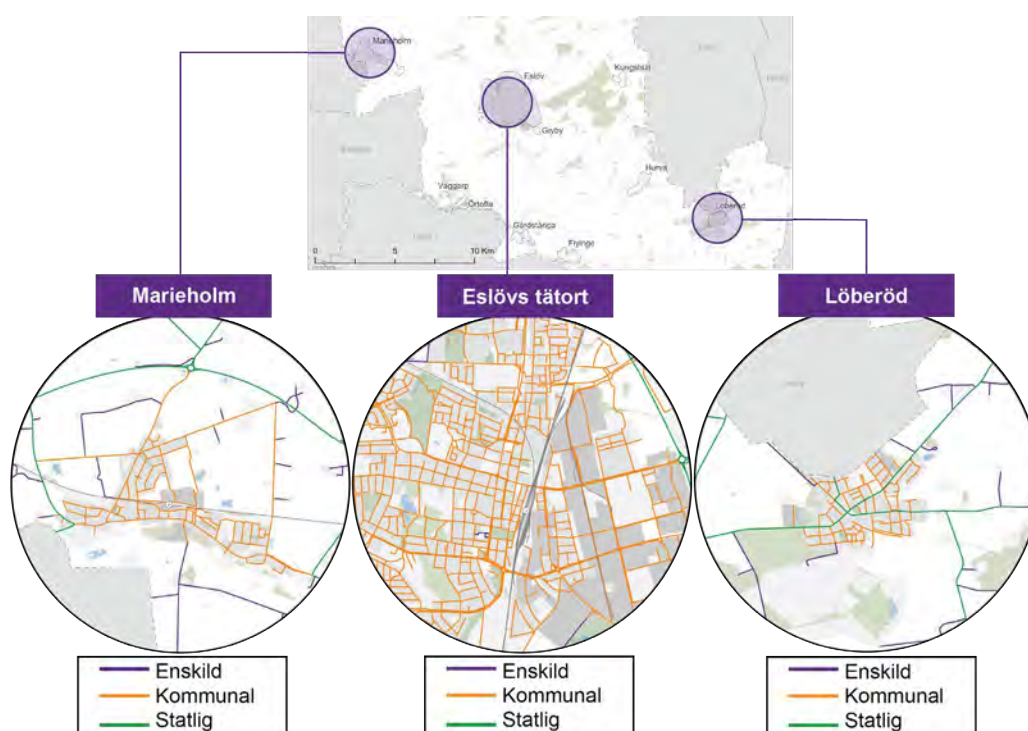 Marieholm
Eslöv
Kungshult
Gryby
Hurva
Väggarp
Örtofta
Löberöd
Gårdstånga
Flyinge
0 5 10 Km
Marieholm
Eslövs tätort
Löberöd
Enskild
Kommunal
Statlig
Enskild
Kommunal
Statlig
Enskild
Kommunal
Statlig